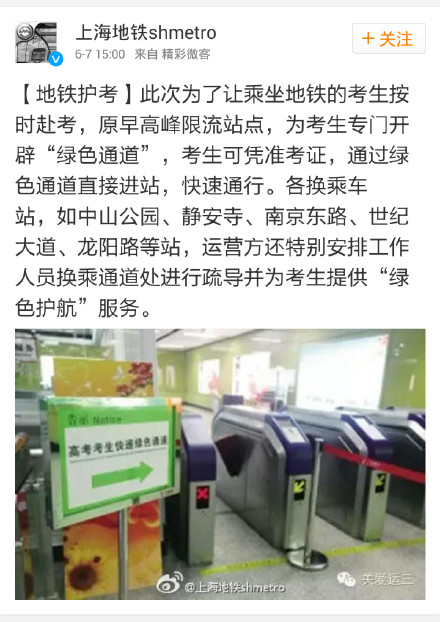 上海地铁shmetro
6-7 15:00 来自 精彩微客
+ 关注
【地铁护考】此次为了让乘坐地铁的考生按
时赴考，原早高峰限流站点，为考生专门开
辟“绿色通道”，考生可凭准考证，通过绿
色通道直接进站，快速通行。各换乘车
站，如中山公园、静安寺、南京东路、世纪
大道、龙阳路等站，运营方还特别安排工作
人员换乘通道处进行疏导并为考生提供“绿
色护航”服务。
告示 Notice
高考考生快速绿色通道
@上海地铁shmetro
关爱运三